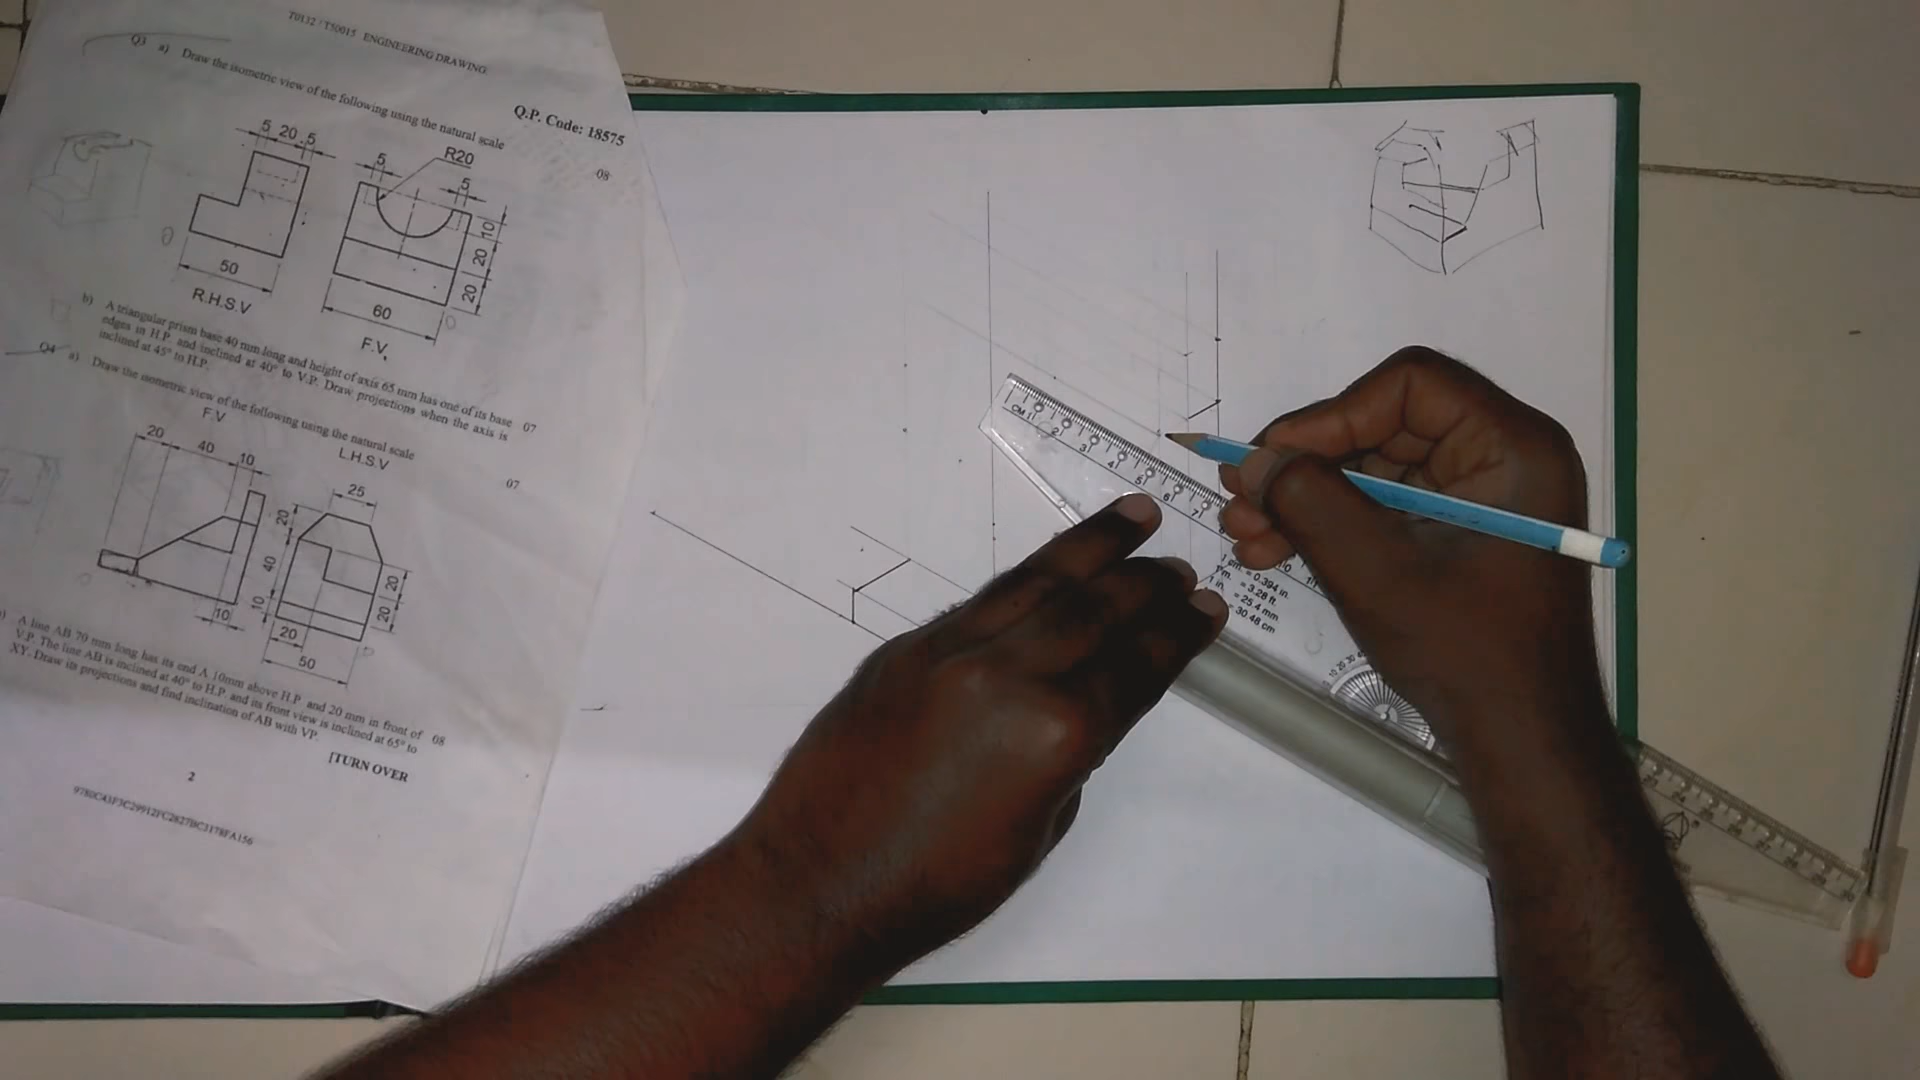 T0132 / T50015 ENGINEERING DRAWING
Q.P. Code: 18575
Q3 a) Draw the isometric view of the following using the natural scale
08
5 20 5
5
R20
5
10
20
20
50
60
R.H.S.V
F.V.
b) A triangular prism base 40 mm long and height of axis 65 mm has one of its base
edges in H.P. and inclined at 40° to V.P. Draw projections when the axis is
inclined at 45° to H.P.
07
Q4 a) Draw the isometric view of the following using the natural scale
07
F.V
L.H.S.V
20
40
10
25
20
40
10
20
20
10
20
50
A line AB 70 mm long has its end A 10mm above H.P and 20 mm in front of
V.P. The line AB is inclined at 40° to H.P. and its front view is inclined at 65° to
XY. Draw its projections and find inclination of AB with VP.
08
[TURN OVER
2
CM 1 2 3 4 5 6 7
1 cm. = 0.394 in.
1 m. = 3.28 ft.
1 in. = 25.4 mm
= 30.48 cm